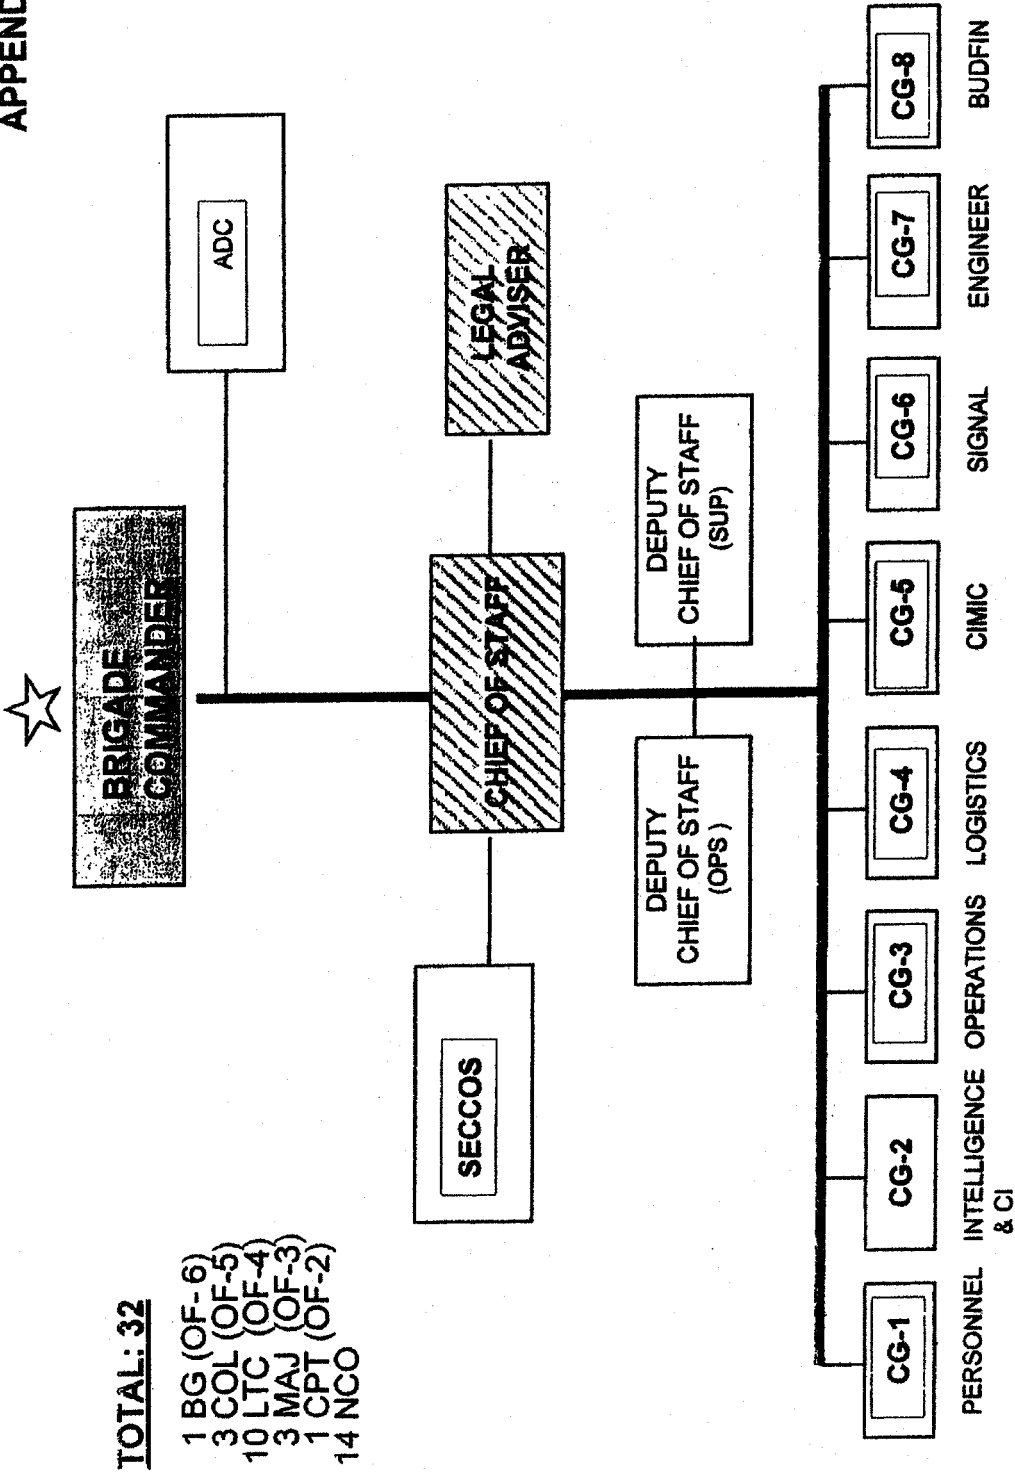 APPEND
TOTAL: 32
1 BG (OF-6)
3 COL (OF-5)
10 LTC (OF-4)
3 MAJ (OF-3)
1 CPT (OF-2)
14 NCO
BRIGADE
COMMANDER
ADC
SECCOS
CHIEF OF STAFF
LEGAL
ADVISER
DEPUTY
CHIEF OF STAFF
(OPS )
DEPUTY
CHIEF OF STAFF
(SUP)
CG-1
CG-2
CG-3
CG-4
CG-5
CG-6
CG-7
CG-8
PERSONNEL
INTELLIGENCE
& CI
OPERATIONS
LOGISTICS
CIMIC
SIGNAL
ENGINEER
BUDFIN